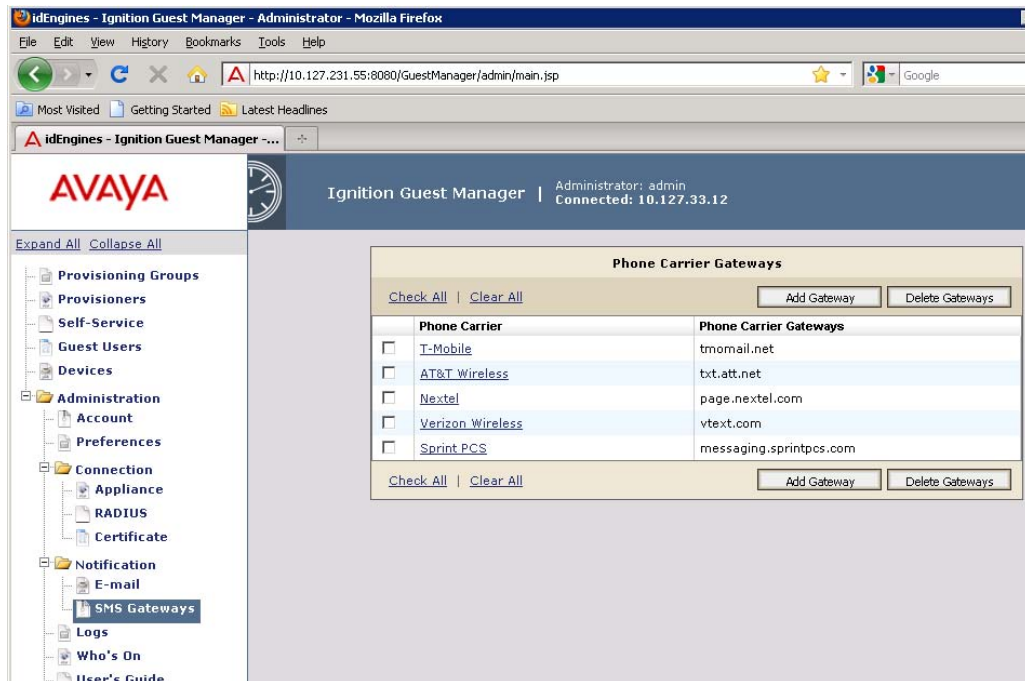 idEngines - Ignition Guest Manager - Administrator - Mozilla Firefox
File Edit View History Bookmarks Tools Help
http://10.127.231.55:8080/GuestManager/admin/main.jsp
Google
Most Visited Getting Started Latest Headlines
idEngines - Ignition Guest Manager -...
AVAYA
Ignition Guest Manager |
Administrator: admin
Connected: 10.127.33.12
Expand All Collapse All
Provisioning Groups
Provisioners
Self-Service
Guest Users
Devices
Administration
Account
Preferences
Connection
Appliance
RADIUS
Certificate
Notification
E-mail
SMS Gateways
Logs
Who's On
User's Guide
Phone Carrier Gateways
Check All | Clear All Add Gateway Delete Gateways
Phone Carrier Phone Carrier Gateways
T-Mobile tmomail.net
AT&T Wireless txt.att.net
Nextel page.nextel.com
Verizon Wireless vtext.com
Sprint PCS messaging.sprintpcs.com
Check All | Clear All Add Gateway Delete Gateways